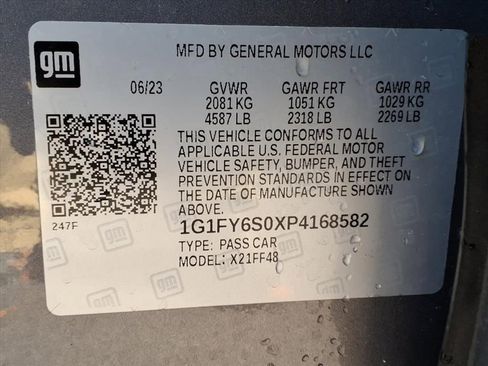 gm
MFD BY GENERAL MOTORS LLC
06/23 GVWR GAWR FRT GAWR RR
2081 KG 1051 KG 1029 KG
4587 LB 2318 LB 2269 LB
THIS VEHICLE CONFORMS TO ALL
APPLICABLE U.S. FEDERAL MOTOR
VEHICLE SAFETY, BUMPER, AND THEFT
PREVENTION STANDARDS IN EFFECT ON
THE DATE OF MANUFACTURE SHOWN
ABOVE.
247F
1G1FY6S0XP4168582
TYPE: PASS CAR
MODEL: X21FF48